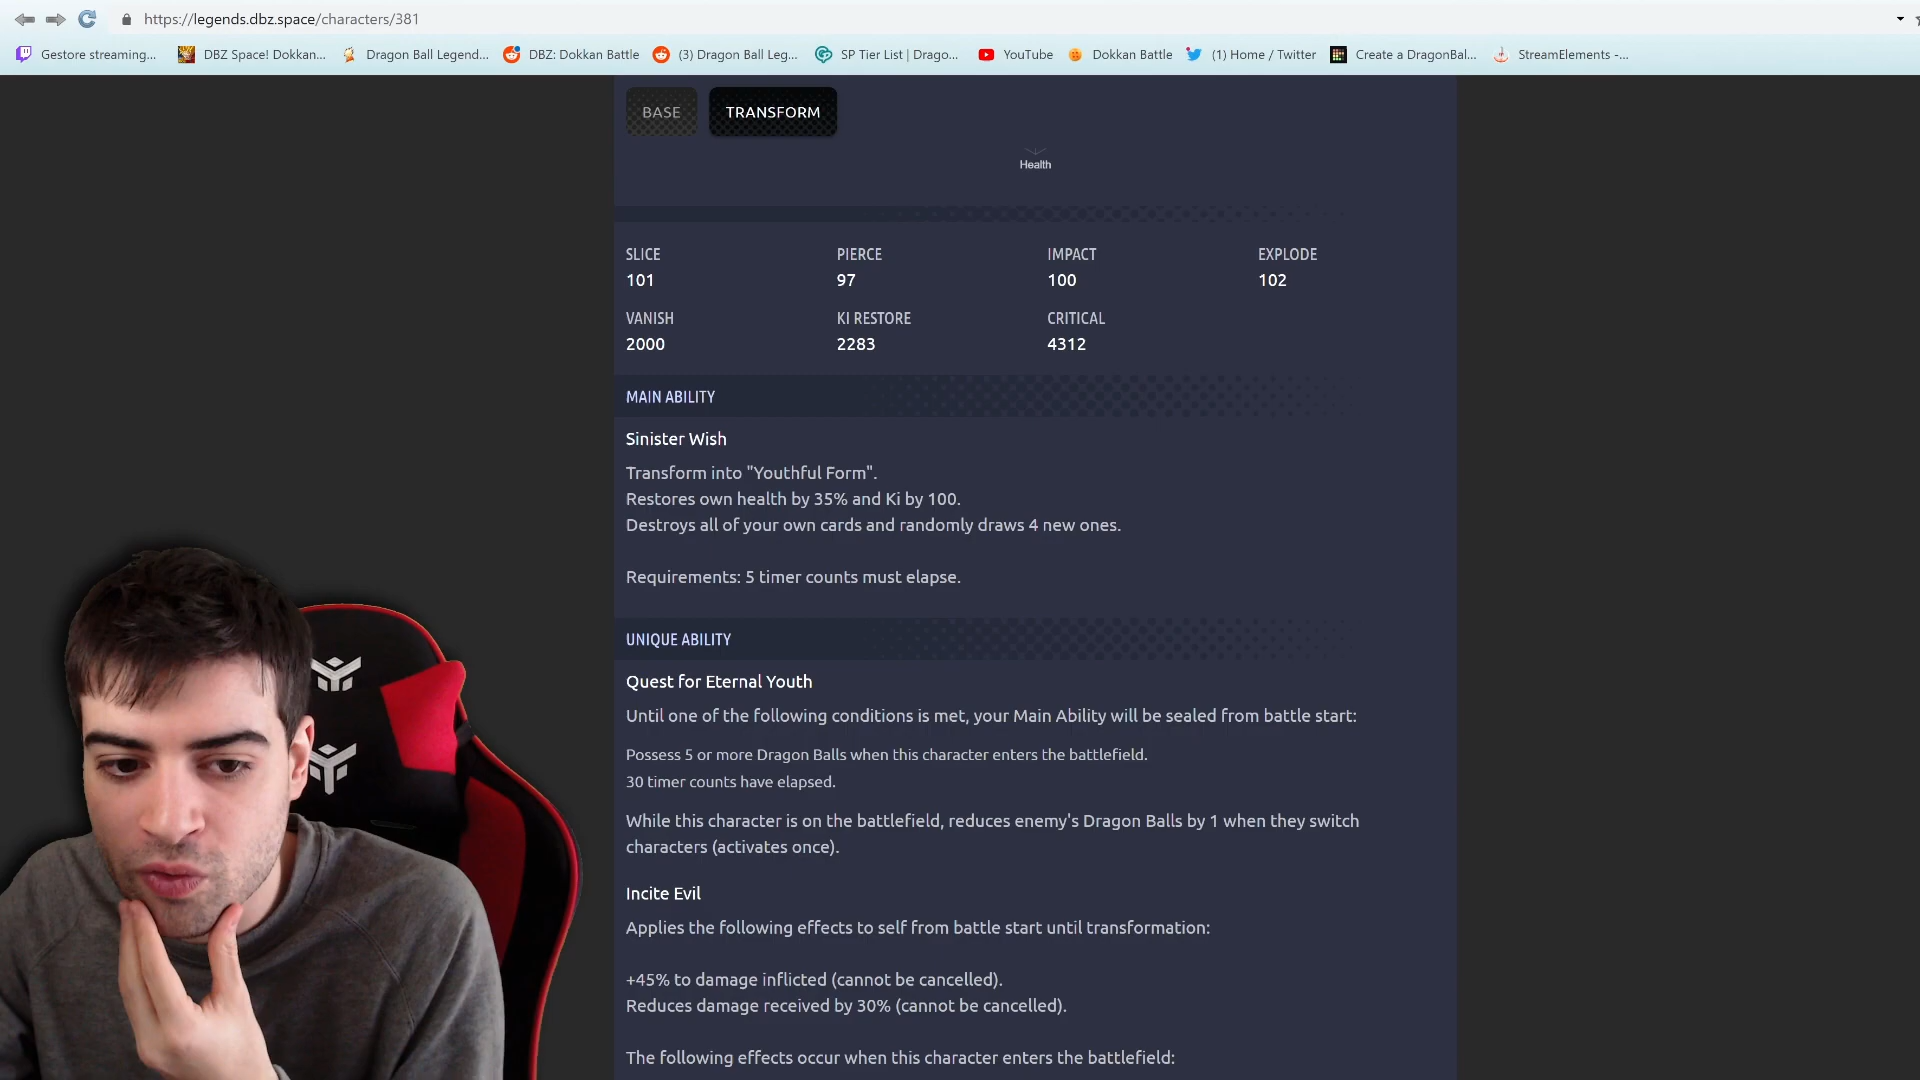 https://legends.dbz.space/characters/381
Gestore streaming... DBZ Space! Dokkan... Dragon Ball Legend... DBZ: Dokkan Battle (3) Dragon Ball Leg... SP Tier List | Drago... YouTube Dokkan Battle (1) Home / Twitter Create a DragonBal... StreamElements -...
BASE TRANSFORM
Health
SLICE PIERCE IMPACT EXPLODE
101 97 100 102
VANISH KI RESTORE CRITICAL
2000 2283 4312
MAIN ABILITY
Sinister Wish
Transform into "Youthful Form".
Restores own health by 35% and Ki by 100.
Destroys all of your own cards and randomly draws 4 new ones.
Requirements: 5 timer counts must elapse.
UNIQUE ABILITY
Quest for Eternal Youth
Until one of the following conditions is met, your Main Ability will be sealed from battle start:
Possess 5 or more Dragon Balls when this character enters the battlefield.
30 timer counts have elapsed.
While this character is on the battlefield, reduces enemy's Dragon Balls by 1 when they switch
characters (activates once).
Incite Evil
Applies the following effects to self from battle start until transformation:
+45% to damage inflicted (cannot be cancelled).
Reduces damage received by 30% (cannot be cancelled).
The following effects occur when this character enters the battlefield: